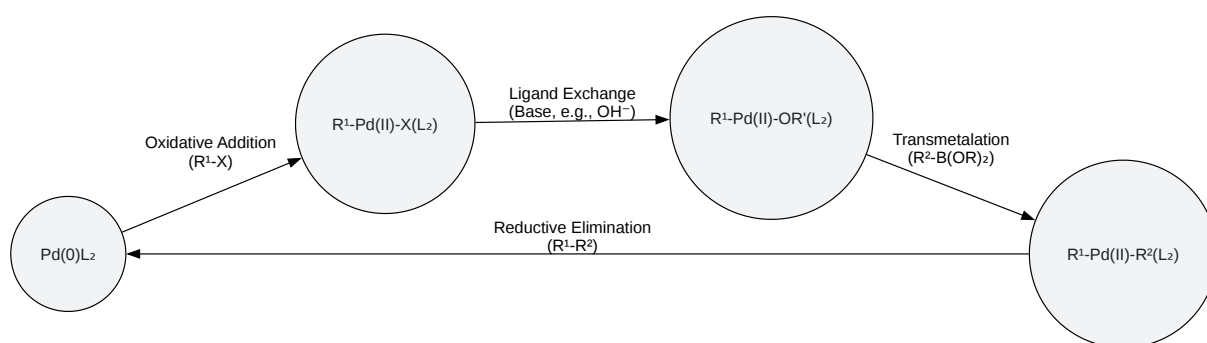 Ligand Exchange
(Base, e.g., OH⁻)
R¹-Pd(II)-X(L₂)
R¹-Pd(II)-OR'(L₂)
Oxidative Addition
(R¹-X)
Transmetalation
(R²-B(OR)₂)
Reductive Elimination
(R¹-R²)
Pd(0)L₂
R¹-Pd(II)-R²(L₂)